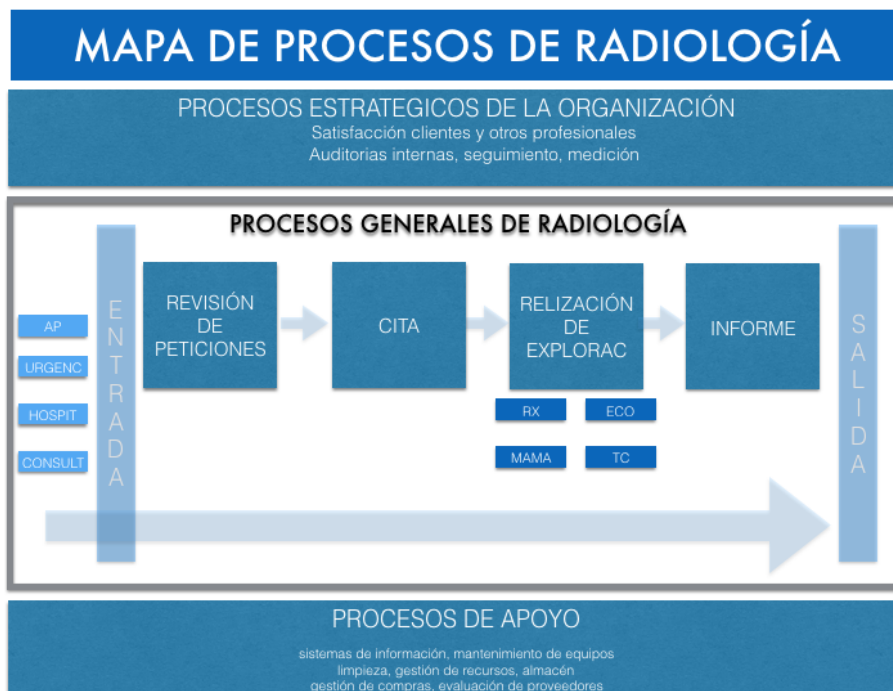 MAPA DE PROCESOS DE RADIOLOGÍA
PROCESOS ESTRATEGICOS DE LA ORGANIZACIÓN
Satisfacción clientes y otros profesionales
Auditorias internas, seguimiento, medición
PROCESOS GENERALES DE RADIOLOGÍA
AP
URGENC
HOSPIT
CONSULT
ENTRADA
REVISIÓN
DE
PETICIONES
CITA
RELIZACIÓN
DE
EXPLORAC
RX
ECO
MAMA
TC
INFORME
SALIDA
PROCESOS DE APOYO
sistemas de información, mantenimiento de equipos
limpieza, gestión de recursos, almacén
gestión de compras, evaluación de proveedores